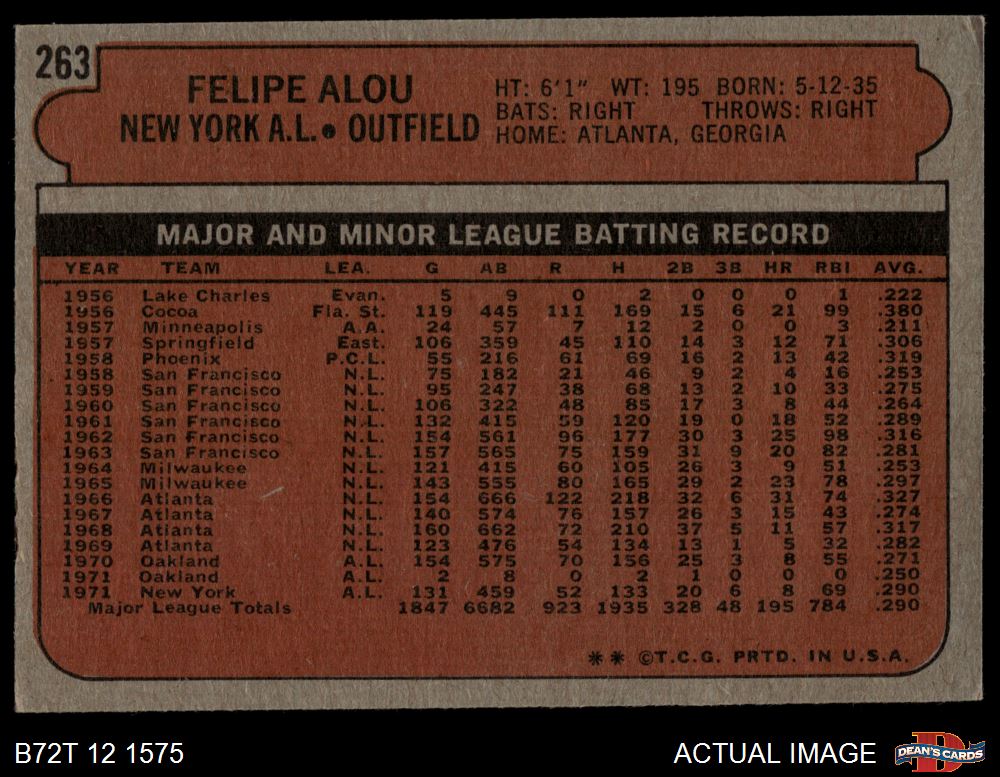 263
FELIPE ALOU
NEW YORK A.L. • OUTFIELD
HT: 6'1" WT: 195 BORN: 5-12-35
BATS: RIGHT THROWS: RIGHT
HOME: ATLANTA, GEORGIA
MAJOR AND MINOR LEAGUE BATTING RECORD
YEAR TEAM LEA. G AB R H 2B 3B HR RBI AVG.
1956 Lake Charles Evan. 5 9 0 2 0 0 0 1 .222
1956 Cocoa Fla. St. 119 445 111 169 15 6 21 99 .380
1957 Minneapolis A.A. 24 57 7 12 2 0 0 3 .211
1957 Springfield East. 106 359 45 110 14 3 12 71 .306
1958 Phoenix P.C.L. 55 216 61 69 16 2 13 42 .319
1958 San Francisco N.L. 75 182 21 46 9 2 4 16 .253
1959 San Francisco N.L. 95 247 38 68 13 2 10 33 .275
1960 San Francisco N.L. 106 322 48 85 17 3 8 44 .264
1961 San Francisco N.L. 132 415 59 120 19 0 18 52 .289
1962 San Francisco N.L. 154 561 96 177 30 3 25 98 .316
1963 San Francisco N.L. 157 565 75 159 31 9 20 82 .281
1964 Milwaukee N.L. 121 415 60 105 26 3 9 51 .253
1965 Milwaukee N.L. 143 555 80 165 29 2 23 78 .297
1966 Atlanta N.L. 154 666 122 218 32 6 31 74 .327
1967 Atlanta N.L. 140 574 76 157 26 3 15 43 .274
1968 Atlanta N.L. 160 662 72 210 37 5 11 57 .317
1969 Atlanta N.L. 123 476 54 134 13 1 5 32 .282
1970 Oakland A.L. 154 575 70 156 25 3 8 55 .271
1971 Oakland A.L. 2 8 0 2 1 0 0 0 .250
1971 New York A.L. 131 459 52 133 20 6 8 69 .290
Major League Totals 1847 6682 923 1935 328 48 195 784 .290
** ©T.C.G. PRTD. IN U.S.A.
B72T 12 1575
ACTUAL IMAGE
DEAN'S CARDS